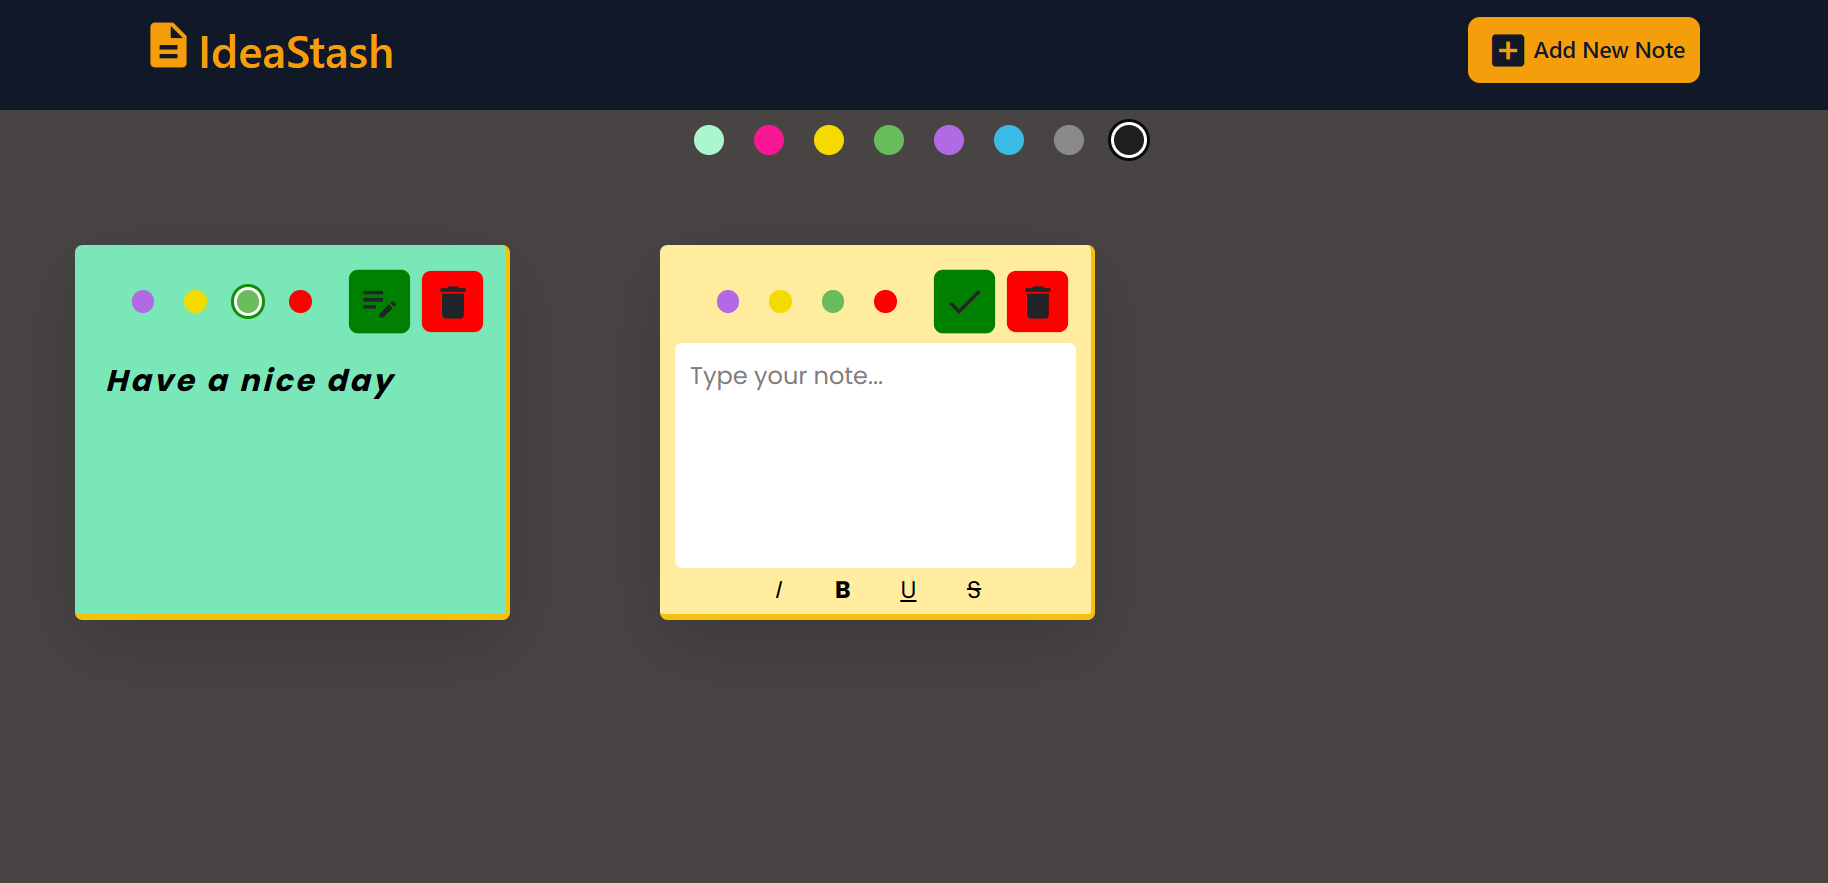 IdeaStash
Add New Note
Have a nice day
Type your note...
I B U S